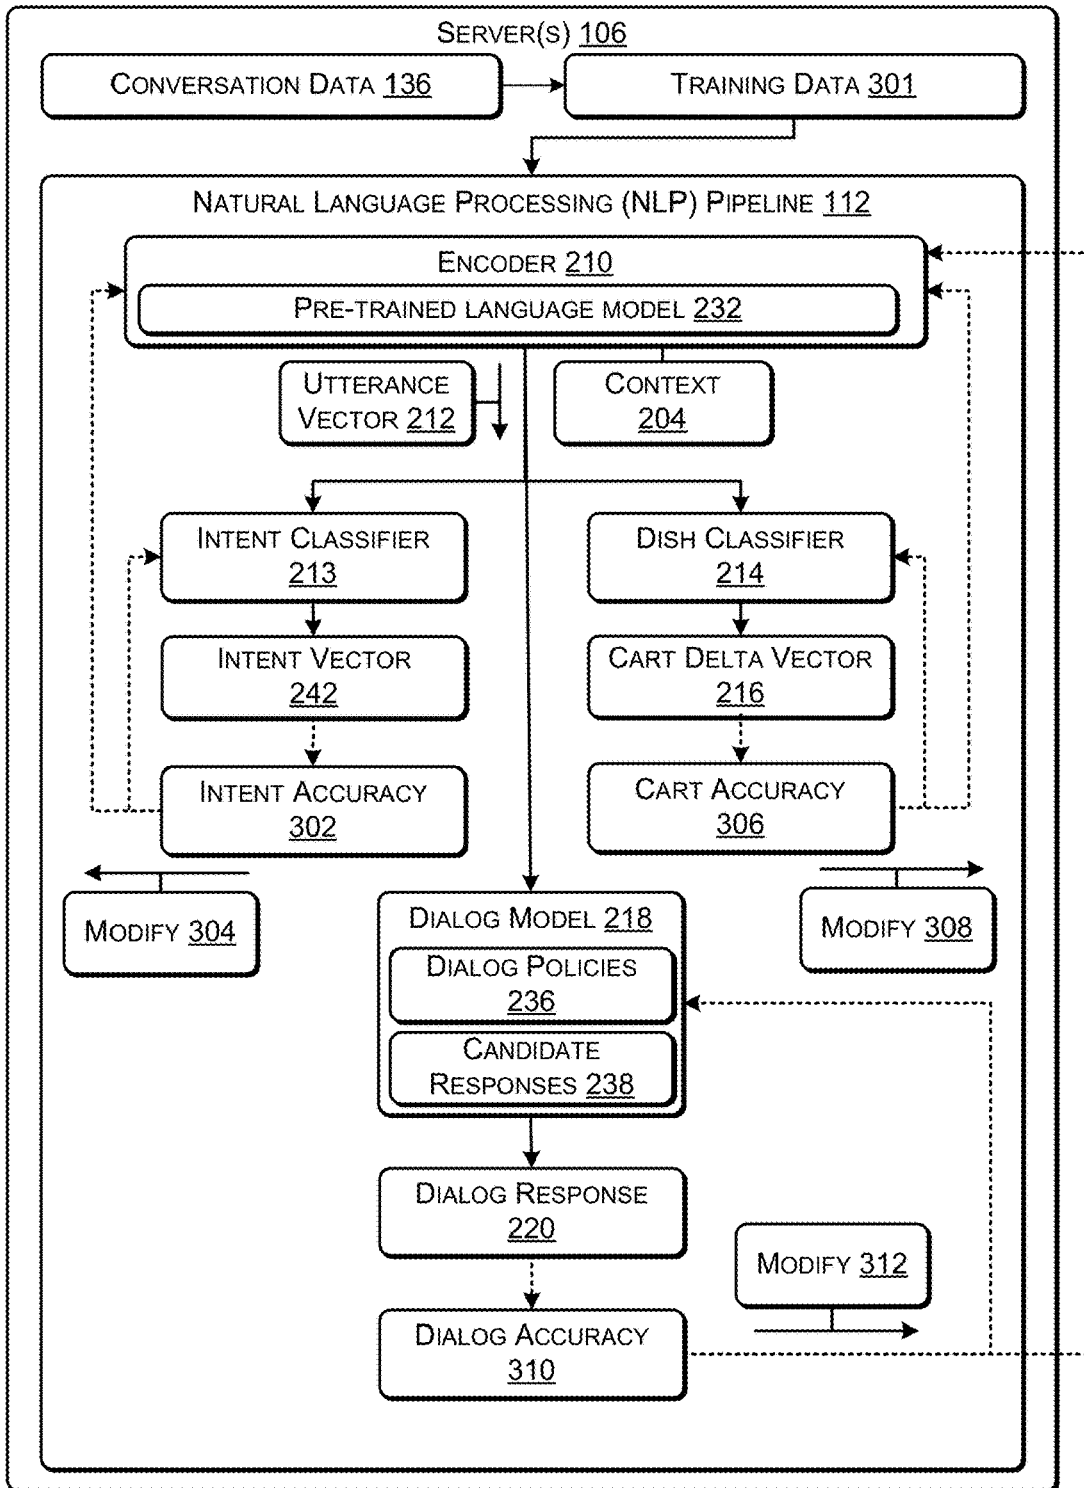 SERVER(S) 106
CONVERSATION DATA 136
TRAINING DATA 301
NATURAL LANGUAGE PROCESSING (NLP) PIPELINE 112
ENCODER 210
PRE-TRAINED LANGUAGE MODEL 232
UTTERANCE
VECTOR 212
CONTEXT
204
INTENT CLASSIFIER
213
DISH CLASSIFIER
214
INTENT VECTOR
242
CART DELTA VECTOR
216
INTENT ACCURACY
302
CART ACCURACY
306
MODIFY 304
MODIFY 308
DIALOG MODEL 218
DIALOG POLICIES
236
CANDIDATE
RESPONSES 238
DIALOG RESPONSE
220
MODIFY 312
DIALOG ACCURACY
310